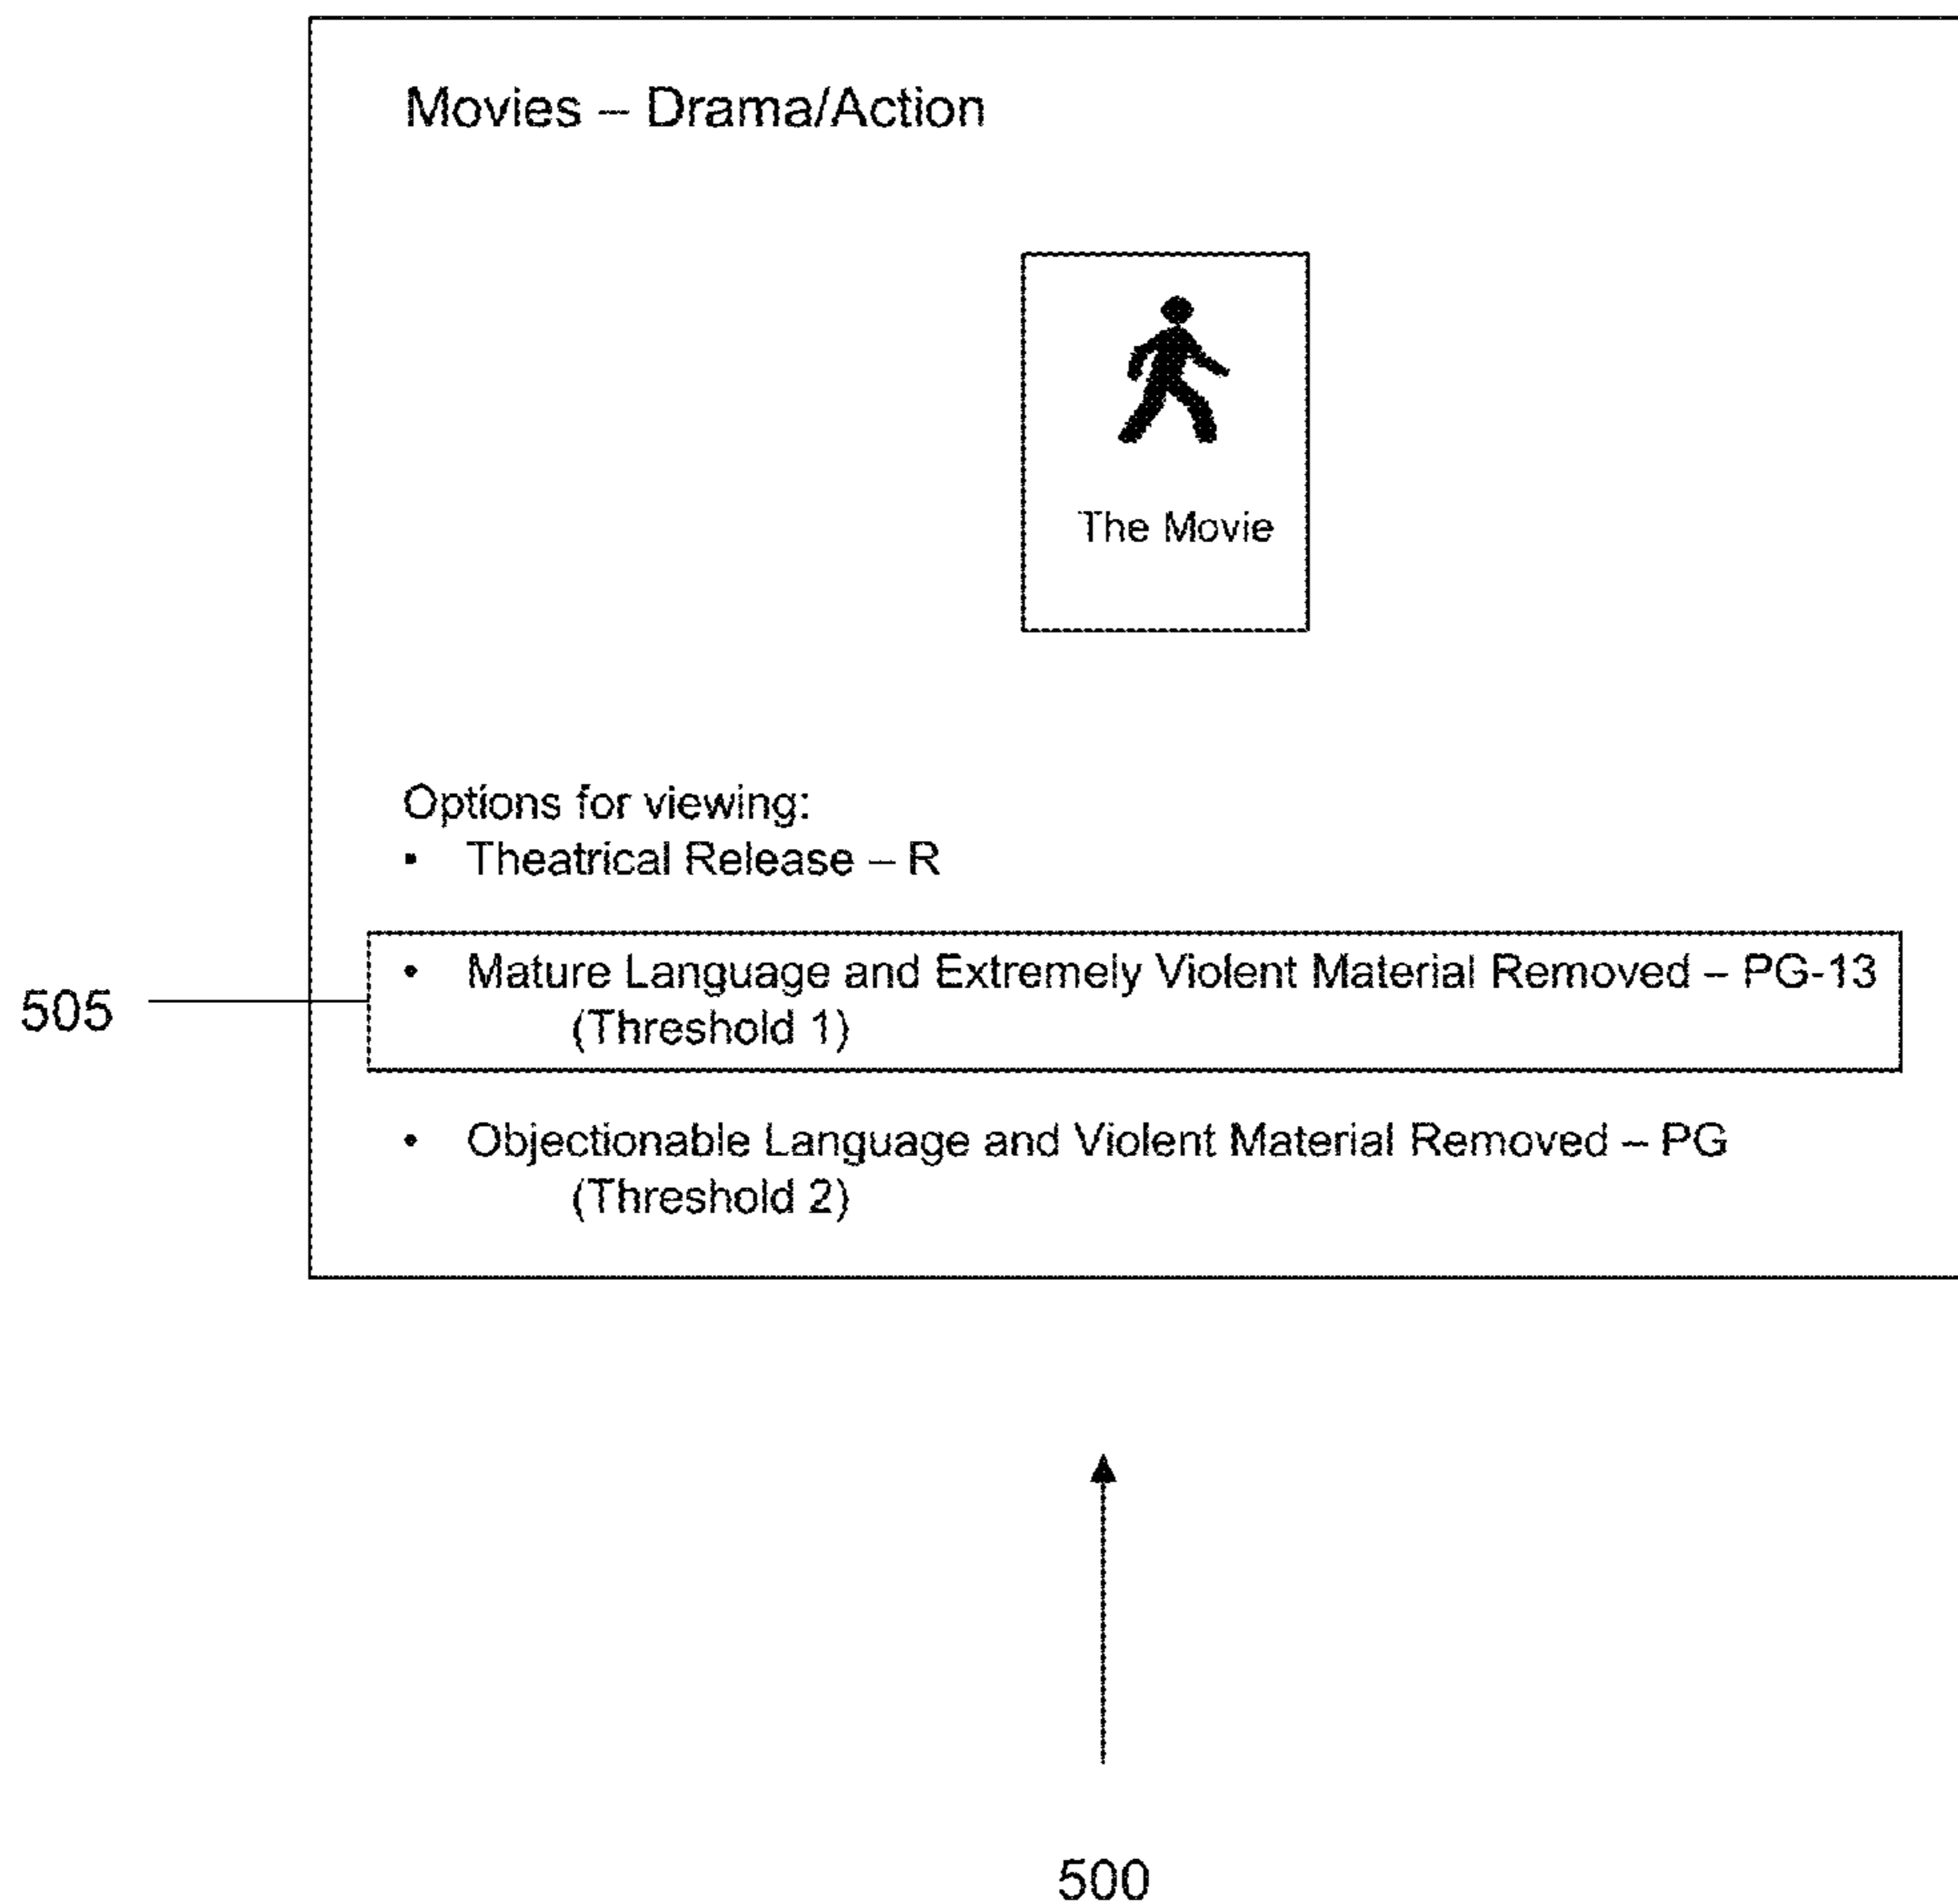 Movies – Drama/Action
The Movie
Options for viewing:
▪ Theatrical Release – R
• Mature Language and Extremely Violent Material Removed – PG-13
(Threshold 1)
505
• Objectionable Language and Violent Material Removed – PG
(Threshold 2)
500